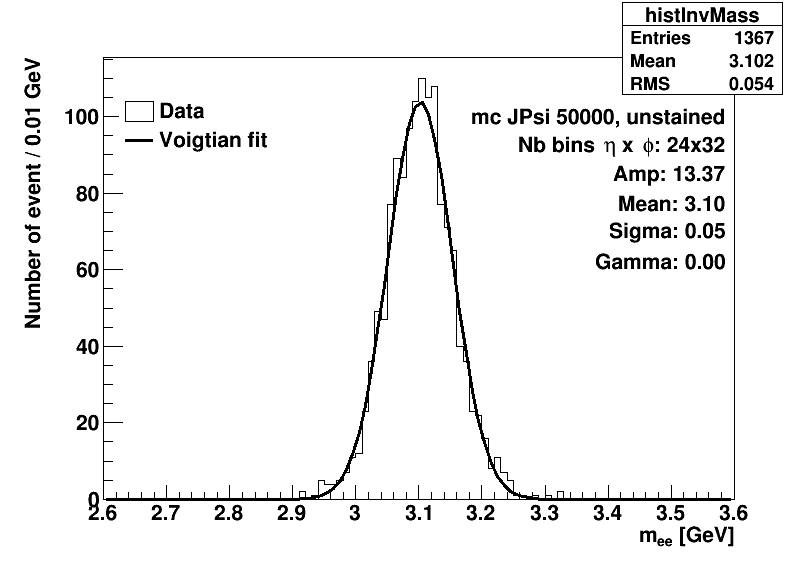 histInvMass
Entries 1367
Mean 3.102
RMS 0.054
Data
Voigtian fit
mc JPsi 50000, unstained
Nb bins η x ϕ: 24x32
Amp: 13.37
Mean: 3.10
Sigma: 0.05
Gamma: 0.00
Number of event / 0.01 GeV
100
80
60
40
20
0
2.6 2.7 2.8 2.9 3 3.1 3.2 3.3 3.4 3.5 3.6
mee [GeV]